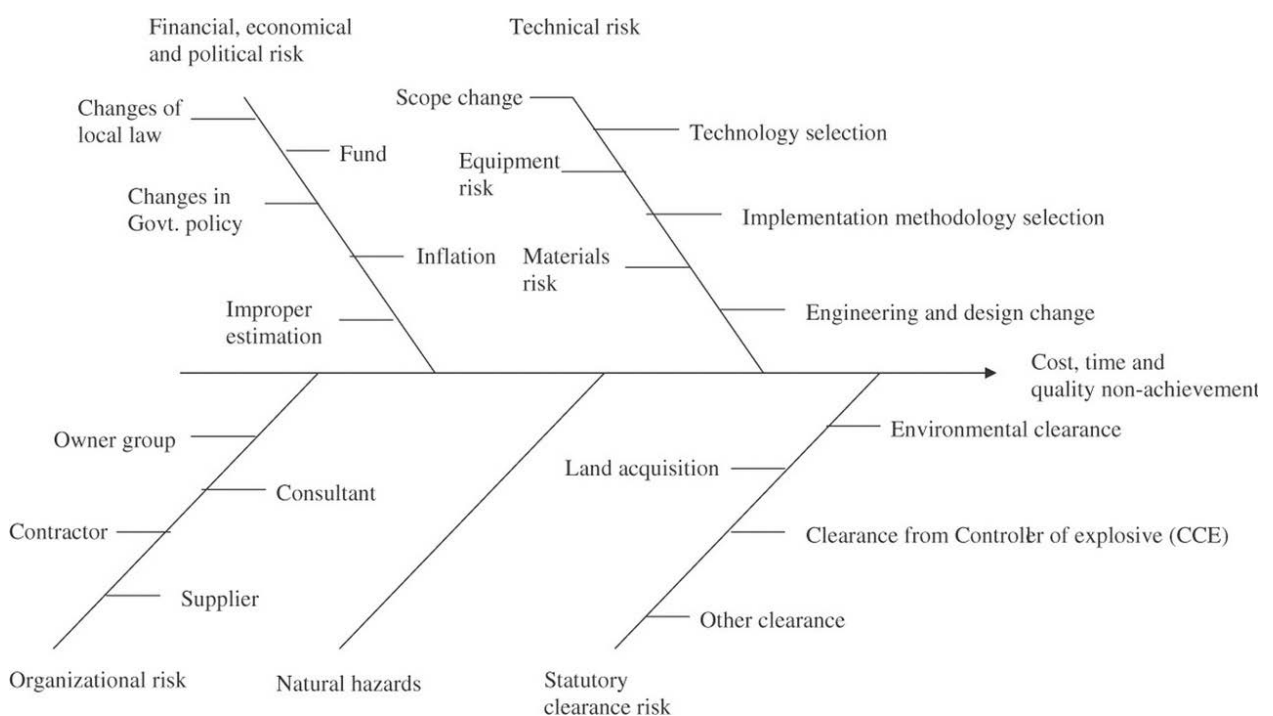 Financial, economical
and political risk
Technical risk
Changes of
local law
Scope change
Technology selection
Fund
Equipment
risk
Changes in
Govt. policy
Implementation methodology selection
Inflation
Materials
risk
Improper
estimation
Engineering and design change
Cost, time and
quality non-achievement
Owner group
Environmental clearance
Land acquisition
Consultant
Contractor
Clearance from Controller of explosive (CCE)
Supplier
Other clearance
Organizational risk
Natural hazards
Statutory
clearance risk